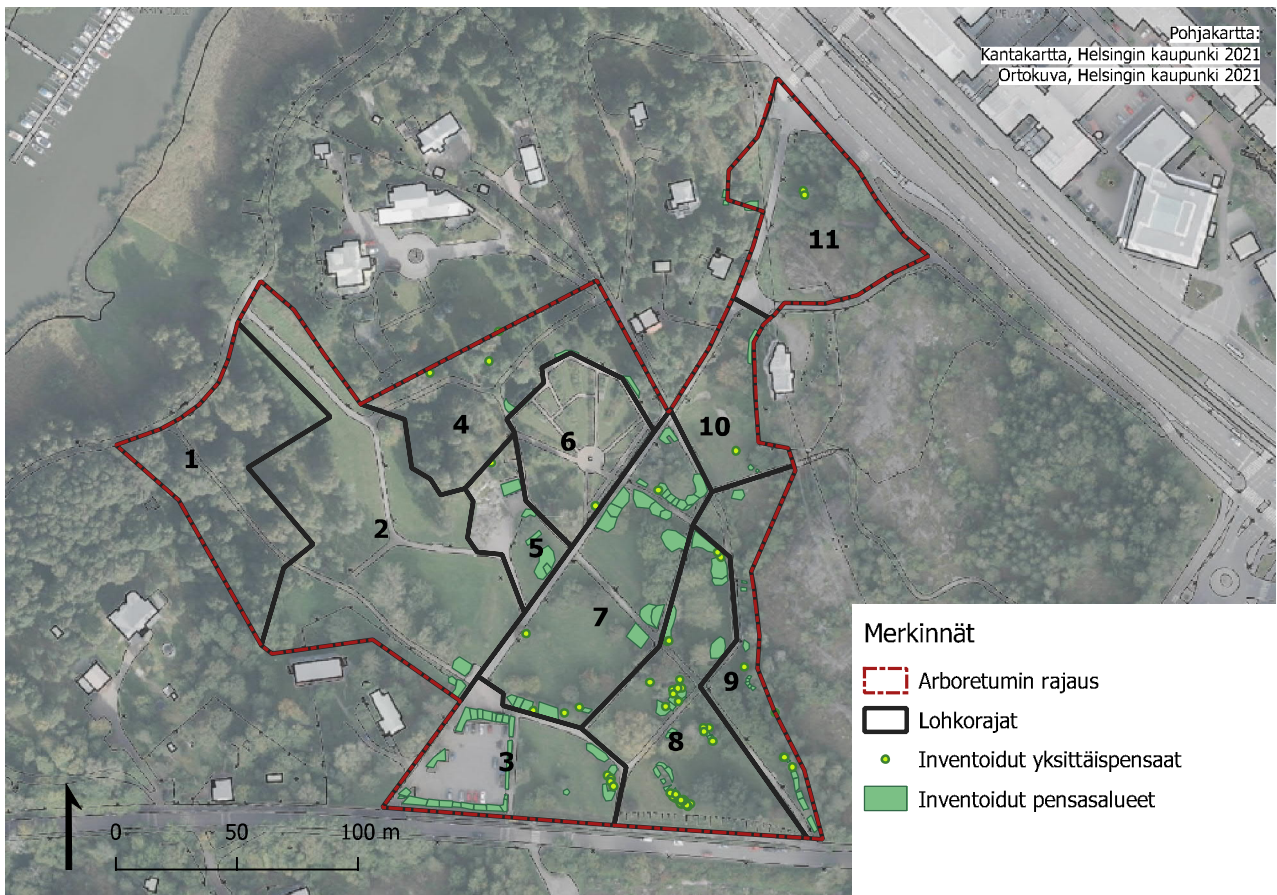 Pohjakartta:
Kantakartta, Helsingin kaupunki 2021
Ortokuva, Helsingin kaupunki 2021
11
10
4
6
1
2
5
7
9
8
3
0 50 100 m
Merkinnät
Arboretumin rajaus
Lohkorajat
Inventoidut yksittäispensaat
Inventoidut pensasalueet